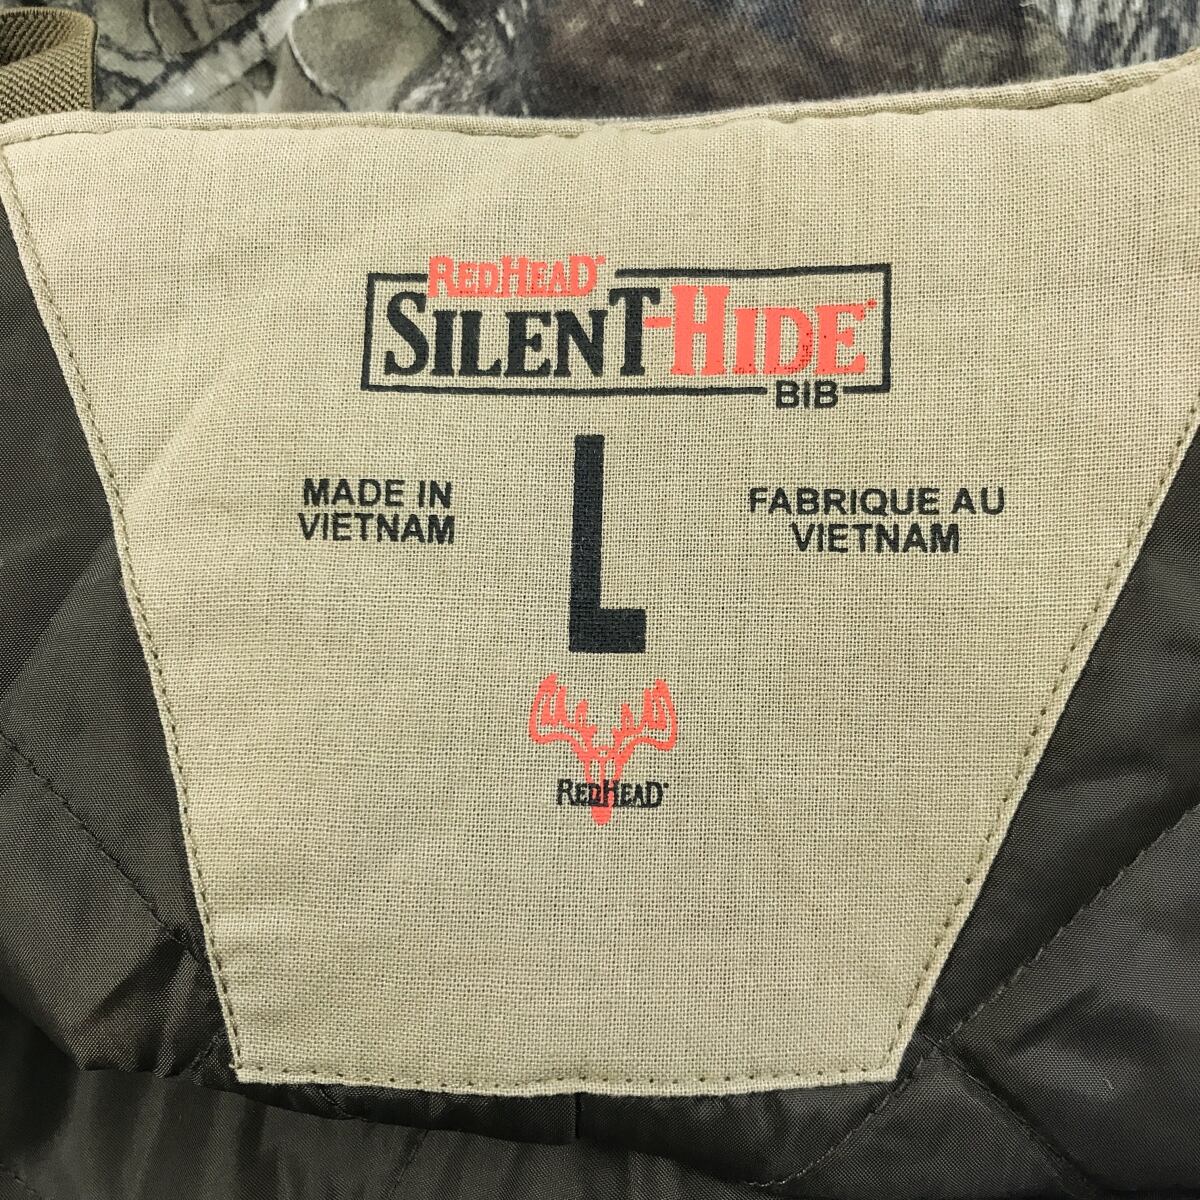 REDHEAD®
SILENT-HIDE®
BIB
L
MADE IN
VIETNAM
FABRIQUE AU
VIETNAM
REDHEAD®